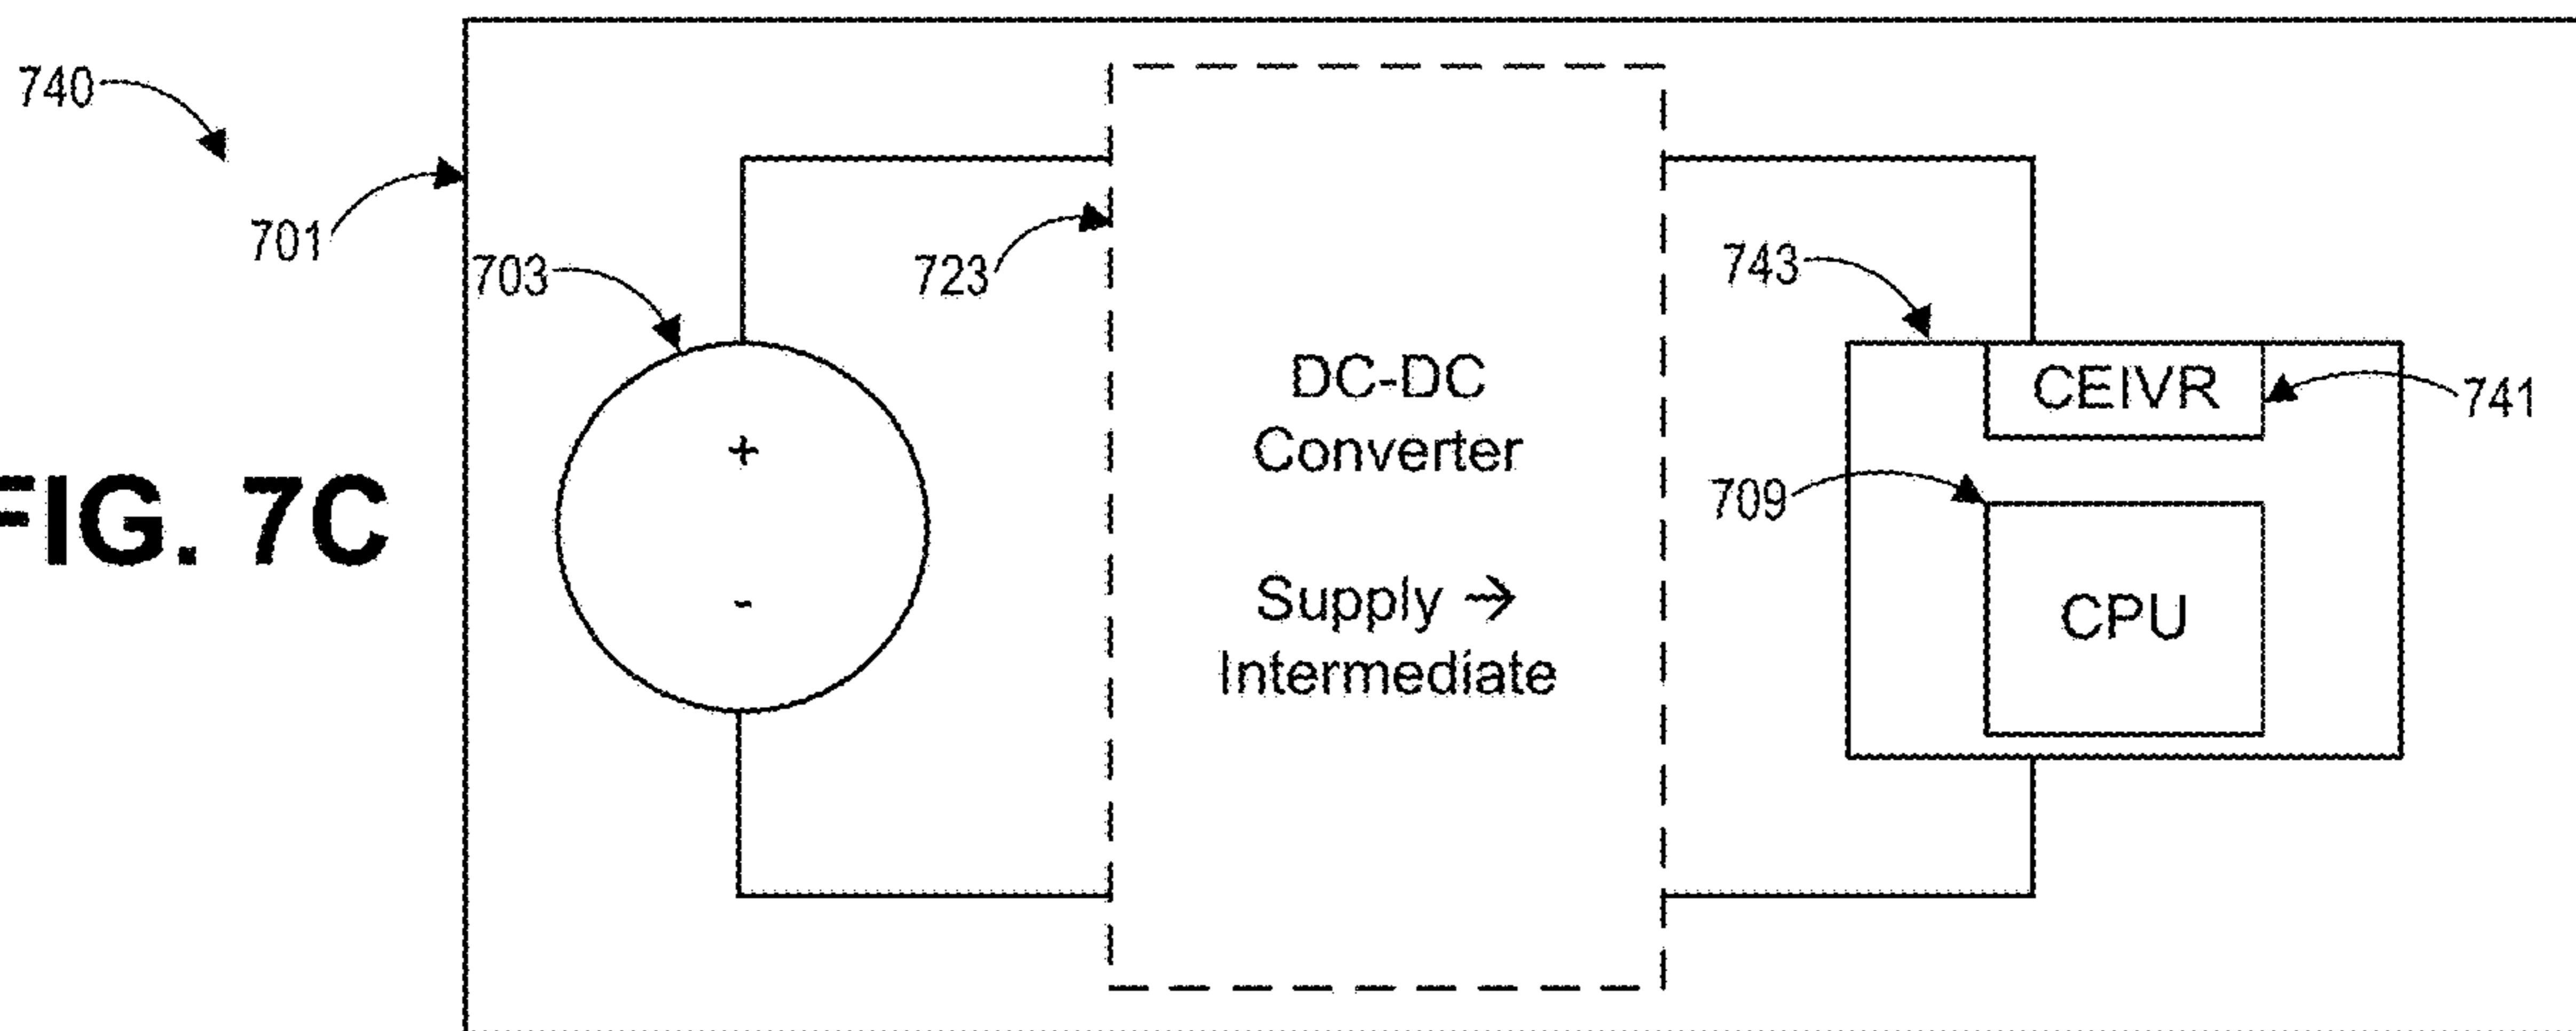 740
701
703
723
743
DC-DC
Converter
Supply →
Intermediate
CEIVR
741
709
CPU
+
-
FIG. 7C